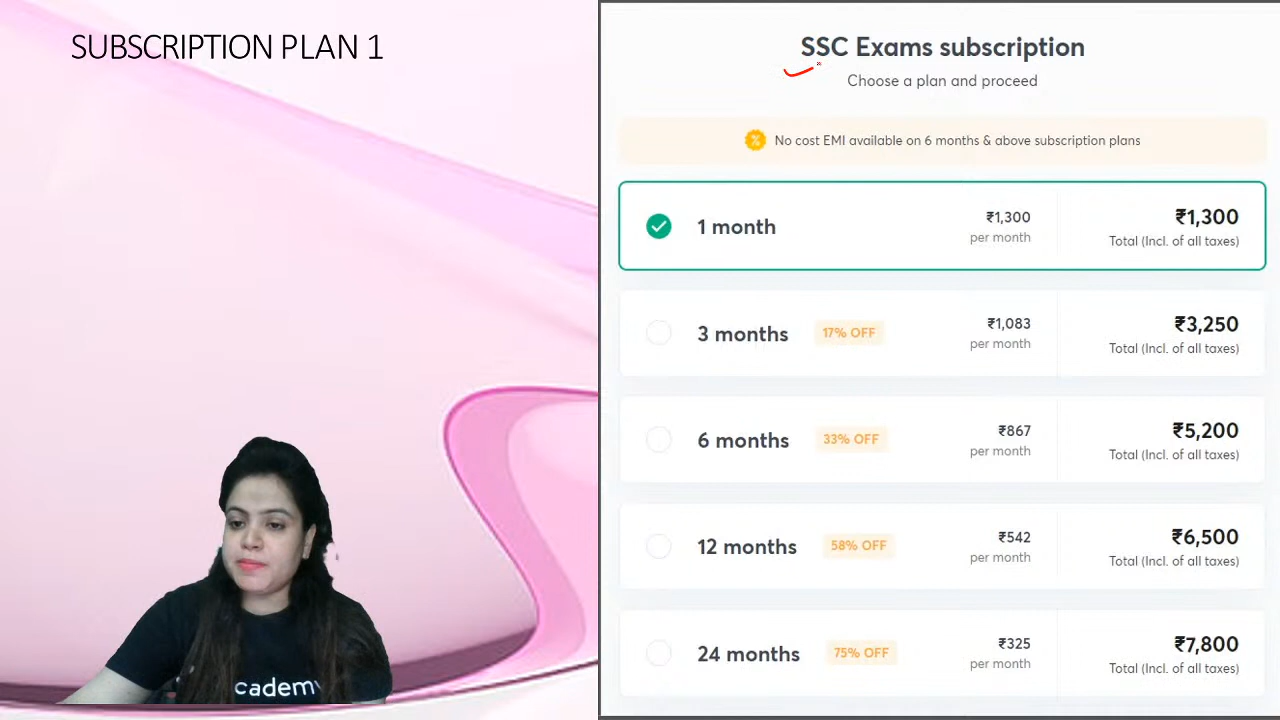 SUBSCRIPTION PLAN 1
SSC Exams subscription
Choose a plan and proceed
% No cost EMI available on 6 months & above subscription plans
1 month ₹1,300 ₹1,300
per month Total (Incl. of all taxes)
3 months 17% OFF ₹1,083 ₹3,250
per month Total (Incl. of all taxes)
6 months 33% OFF ₹867 ₹5,200
per month Total (Incl. of all taxes)
12 months 58% OFF ₹542 ₹6,500
per month Total (Incl. of all taxes)
24 months 75% OFF ₹325 ₹7,800
per month Total (Incl. of all taxes)
cademy